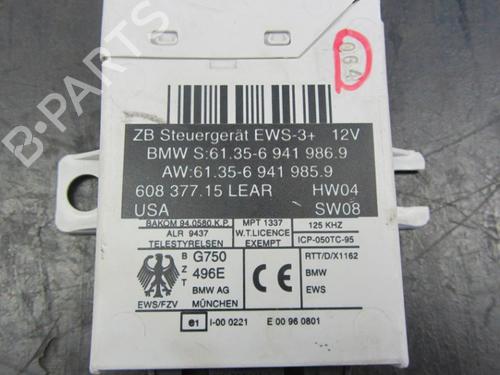 064
ZB Steuergerät EWS-3+ 12V
BMW S:61.35-6 941 986.9
AW:61.35-6 941 985.9
608 377.15 LEAR HW04
USA SW08
BAKOM 94.0580.K.P.
ALR 9437
TELESTYRELSEN
MPT 1337
W.T.LICENCE
EXEMPT
125 KHZ
ICP-050TC-95
B G750
Z 496E
T BMW AG
EWS/FZV MÜNCHEN
CE
RTT/D/X1162
BMW
EWS
e1 I-00 0221 E 00 96 0801